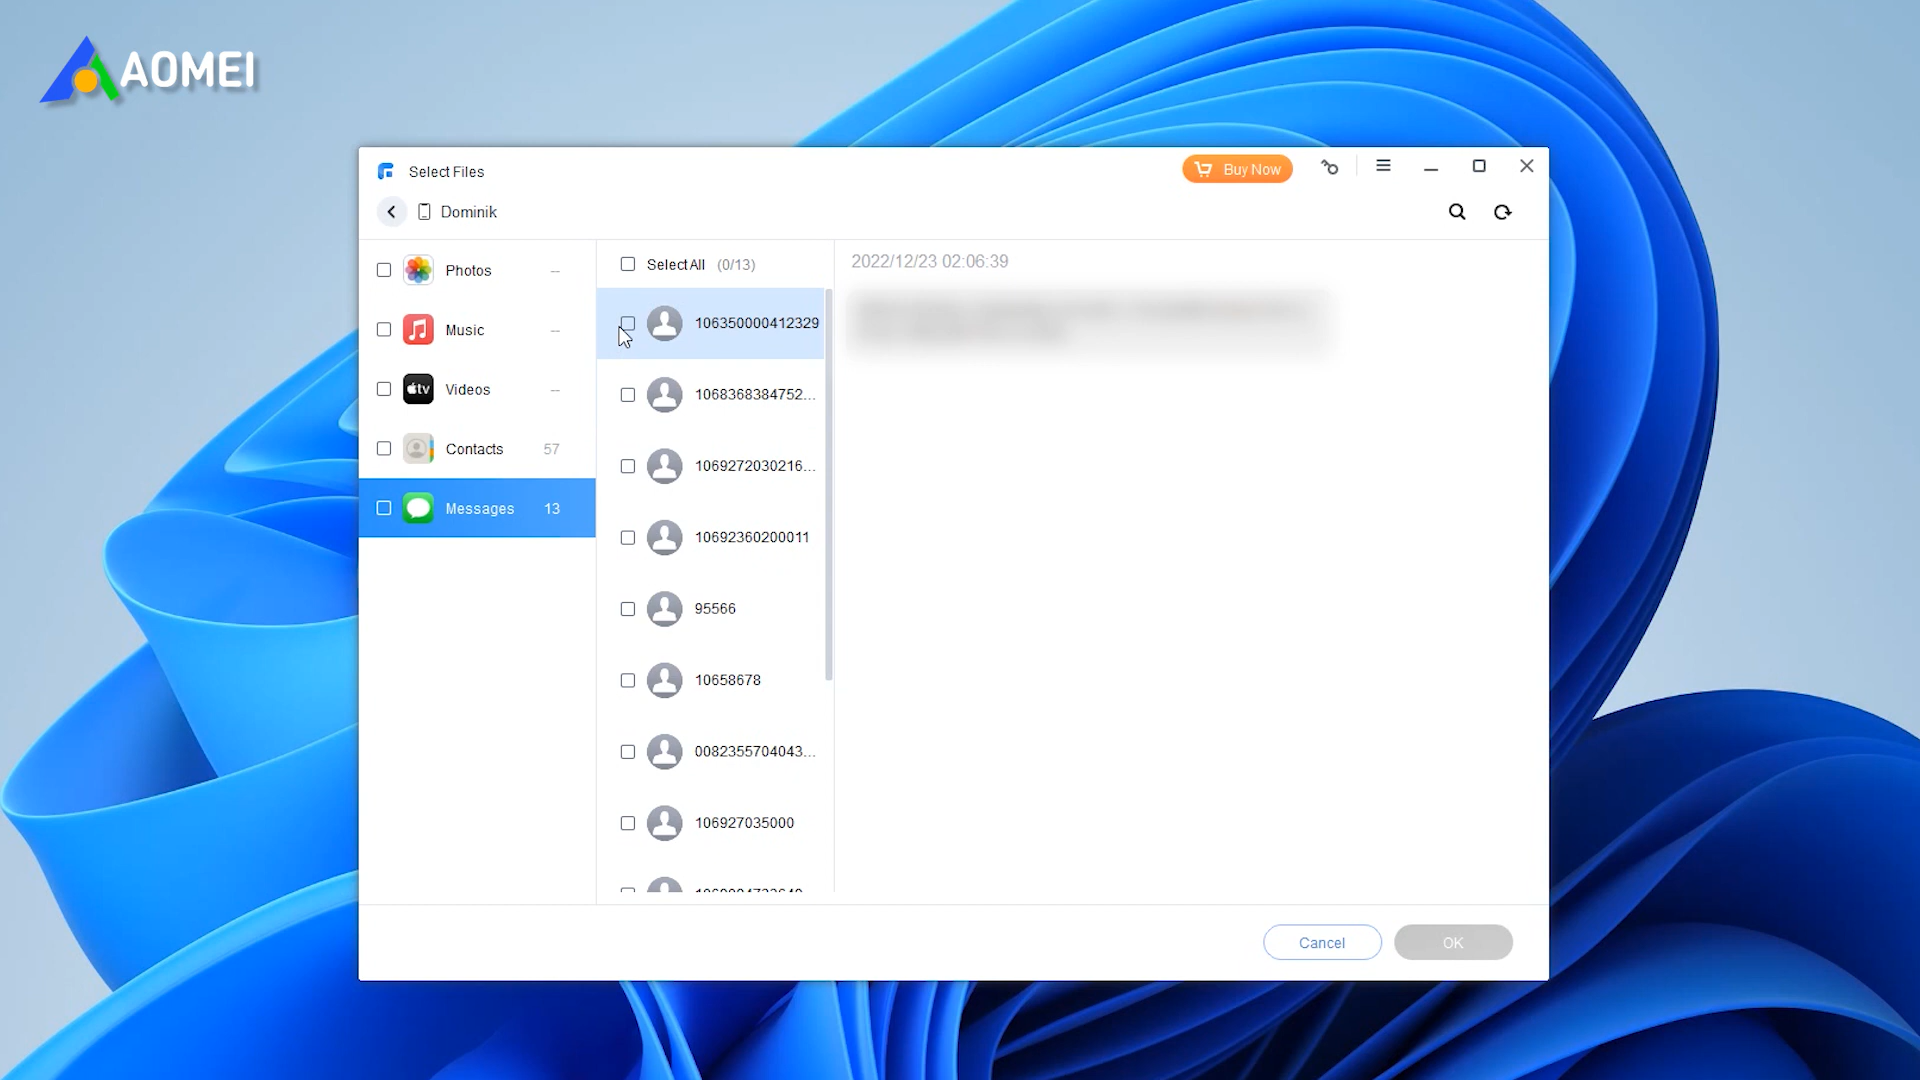 AOMEI
Select Files
Buy Now
Dominik
Photos --
Music --
tv Videos --
Contacts 57
Messages 13
Select All (0/13)
106350000412329
1068368384752...
1069272030216...
10692360200011
95566
10658678
0082355704043...
106927035000
2022/12/23 02:06:39
Cancel
OK